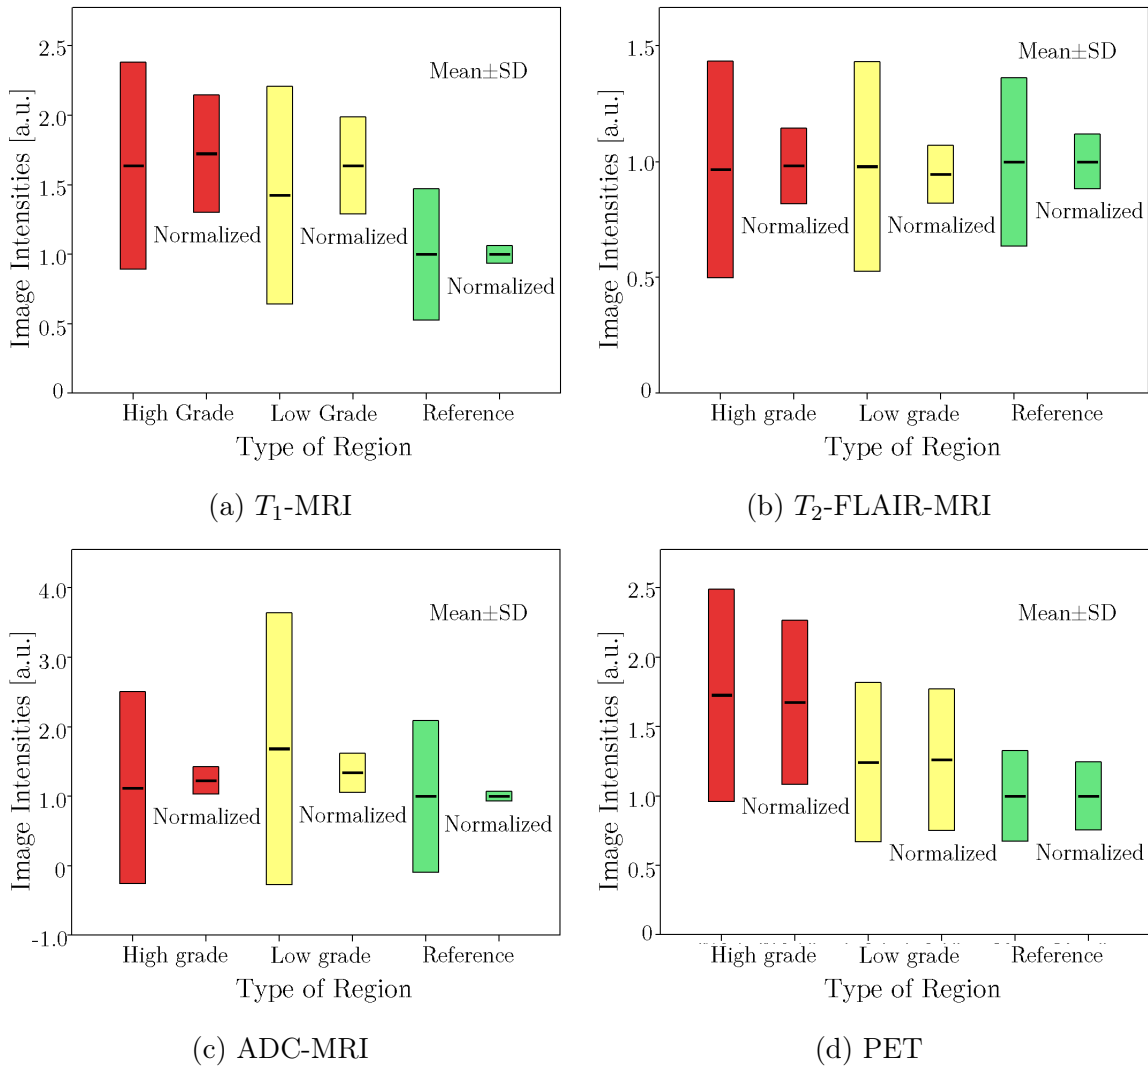 2.5
2.0
1.5
1.0
0.5
0
Image Intensities [a.u.]
Mean±SD
Normalized
Normalized
Normalized
High Grade
Low Grade
Reference
Type of Region
(a) T₁-MRI
1.5
1.0
0.5
0
Image Intensities [a.u.]
Mean±SD
Normalized
Normalized
Normalized
High grade
Low grade
Reference
Type of Region
(b) T₂-FLAIR-MRI
4.0
3.0
2.0
1.0
0
-1.0
Image Intensities [a.u.]
Mean±SD
Normalized
Normalized
Normalized
High grade
Low grade
Reference
Type of Region
(c) ADC-MRI
2.5
2.0
1.5
1.0
0.5
0
Image Intensities [a.u.]
Mean±SD
Normalized
Normalized
Normalized
High grade
Low grade
Reference
Type of Region
(d) PET